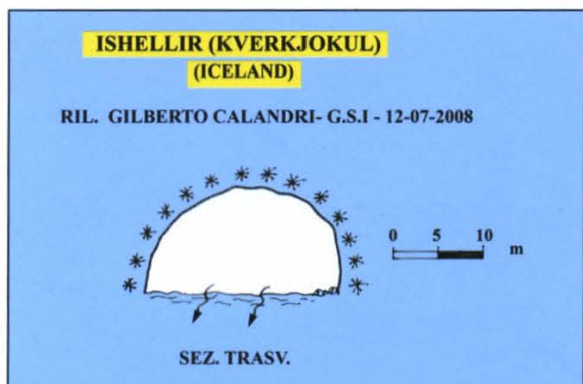 ISHELLIR (KVERKJOKUL)
(ICELAND)
RIL. GILBERTO CALANDRI- G.S.I - 12-07-2008
0 5 10
m
SEZ. TRASV.